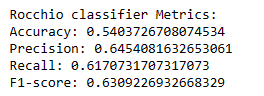 Rocchio classifier Metrics:
Accuracy: 0.5403726708074534
Precision: 0.6454081632653061
Recall: 0.6170731707317073
F1-score: 0.6309226932668329